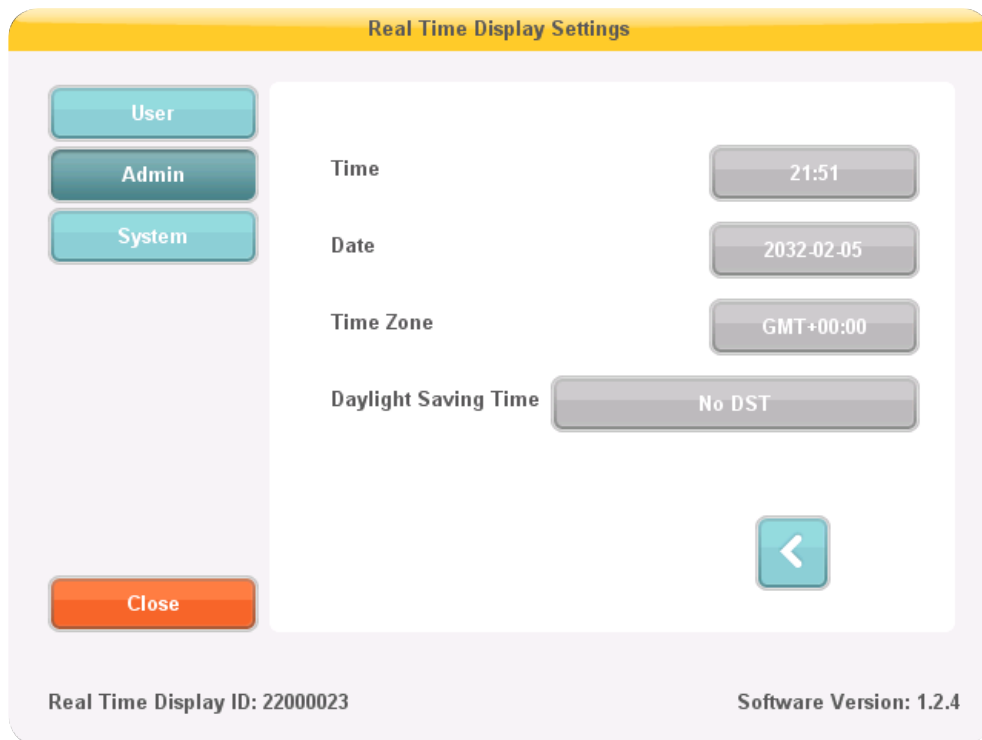 Real Time Display Settings
User
Admin
System
Time
21:51
Date
2032-02-05
Time Zone
GMT+00:00
Daylight Saving Time
No DST
Close
Real Time Display ID: 22000023
Software Version: 1.2.4